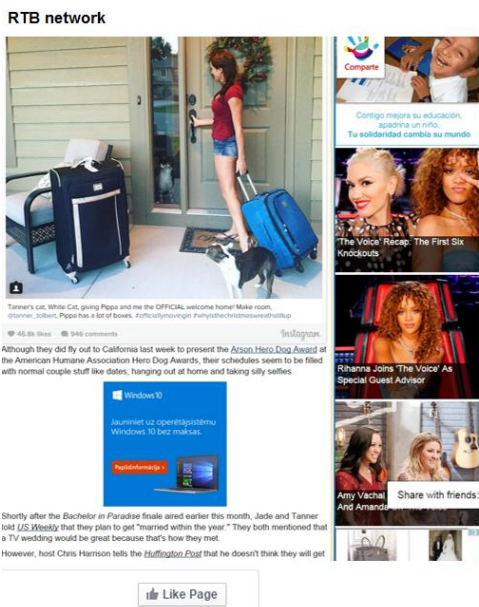 RTB network
Comparte
Contigo mejora su educación,
apadrina un niño.
Tu solidaridad cambia su mundo
'The Voice' Recap: The First Six
Knockouts
Tanner's cat, White Cat, giving Pippa and me the OFFICIAL welcome home! Make room,
@tanner_tolbert, Pippa has a lot of boxes. #officiallymovingin #whyisthechristmaswreathstillup
46.8k likes 946 comments Instagram
Although they did fly out to California last week to present the Arson Hero Dog Award at
the American Humane Association Hero Dog Awards, their schedules seem to be filled
with normal couple stuff like dates, hanging out at home and taking silly selfies.
Rihanna Joins 'The Voice' As
Special Guest Advisor
Windows 10
Jauniniet uz operētājsistēmu
Windows 10 bez maksas.
Papildinformācija >
Amy Vachal
And Amanda
Share with friends:
Shortly after the Bachelor in Paradise finale aired earlier this month, Jade and Tanner
told US Weekly that they plan to get "married within the year." They both mentioned that
a TV wedding would be great because that's how they met.
However, host Chris Harrison tells the Huffington Post that he doesn't think they will get
Like Page